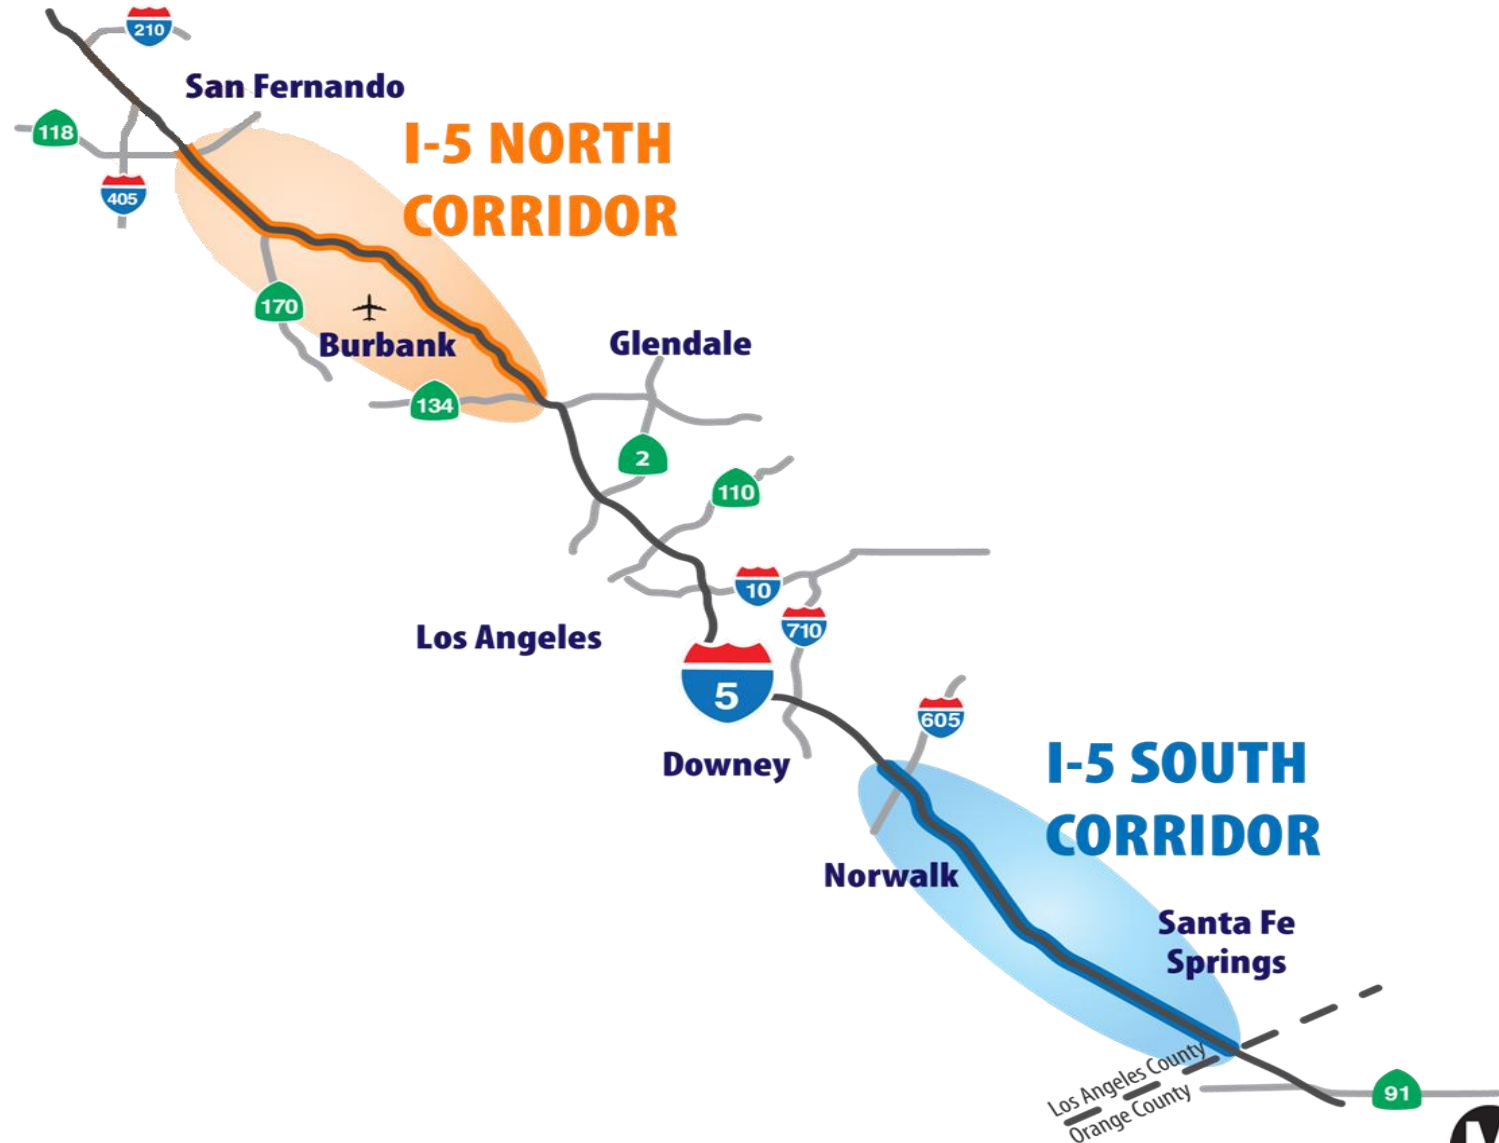 210
San Fernando
118
I-5 NORTH
CORRIDOR
405
170
Burbank
Glendale
134
2
110
10
710
Los Angeles
5
605
Downey
I-5 SOUTH
CORRIDOR
Norwalk
Santa Fe
Springs
Los Angeles County
Orange County
91